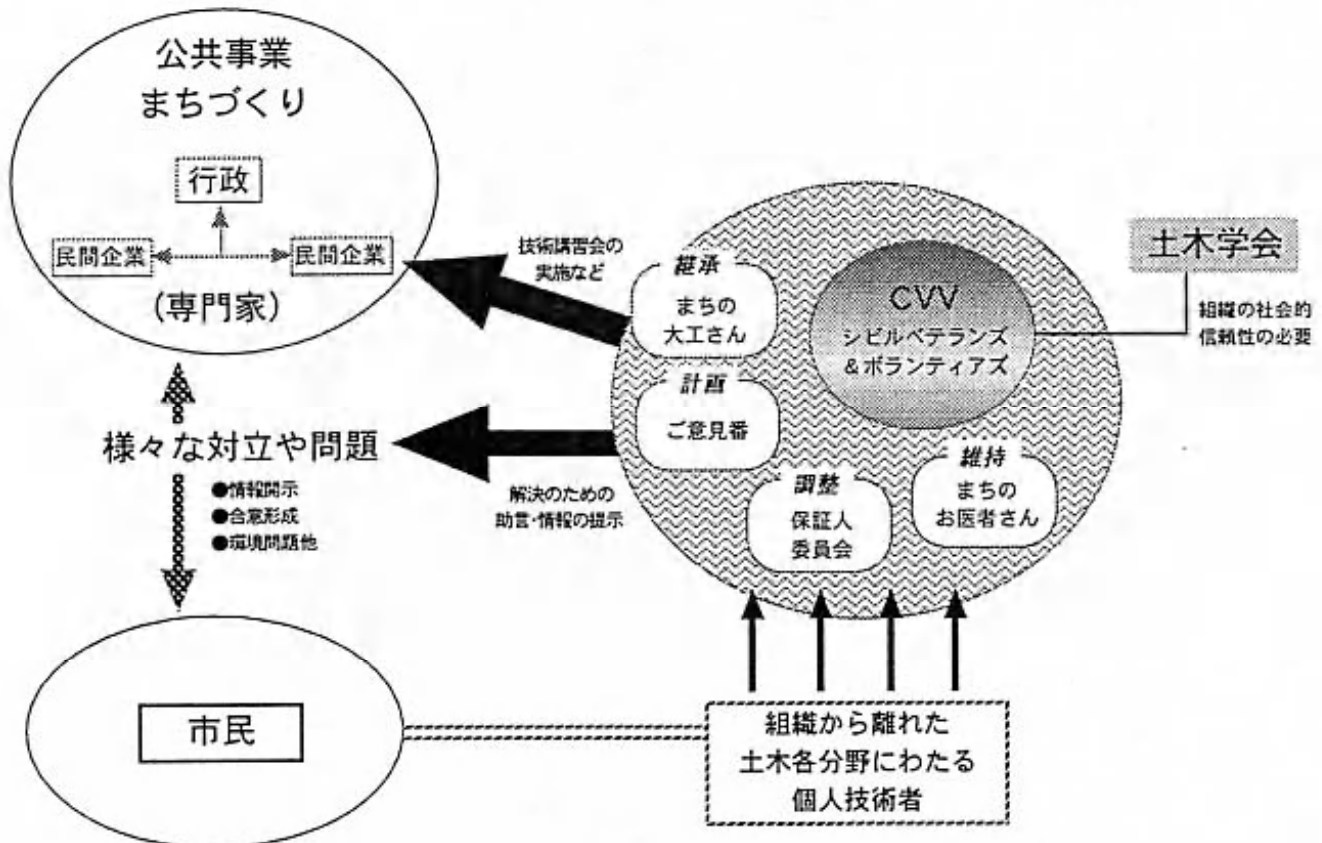 公共事業
まちづくり
行政
民間企業
民間企業
(専門家)
技術講習会の
実施など
継承
まちの
大工さん
CVV
シビルベテランズ
&ボランティアズ
土木学会
組織の社会的
信頼性の必要
計画
ご意見番
様々な対立や問題
●情報開示
●合意形成
●環境問題他
解決のための
助言・情報の提示
調整
保証人
委員会
維持
まちの
お医者さん
市民
組織から離れた
土木各分野にわたる
個人技術者